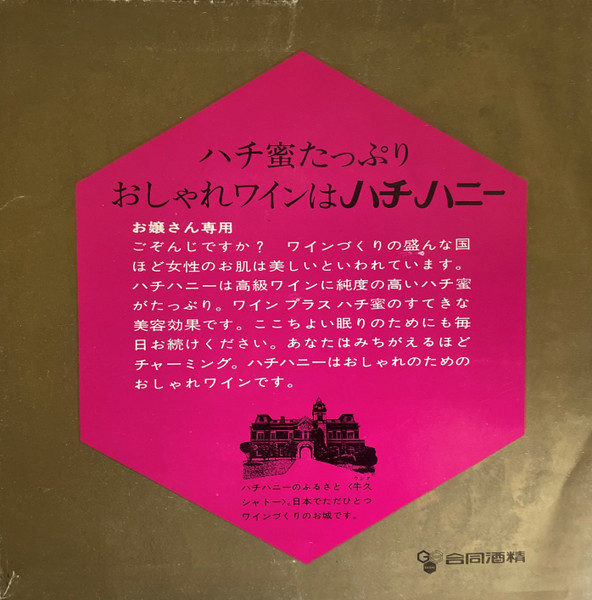 ハチ蜜たっぷり
おしゃれワインはハチハニー
お嬢さん専用
ごぞんじですか？ ワインづくりの盛んな国
ほど女性のお肌は美しいといわれています。
ハチハニーは高級ワインに純度の高いハチ蜜
がたっぷり。ワイン プラス ハチ蜜のすてきな
美容効果です。ここちよい眠りのためにも毎
日お続けください。あなたはみちがえるほど
チャーミング。ハチハニーはおしゃれのための
おしゃれワインです。
ハチハニーのふるさと〈牛久
シャトー〉。日本でただひとつ
ワインづくりのお城です。
合同酒精